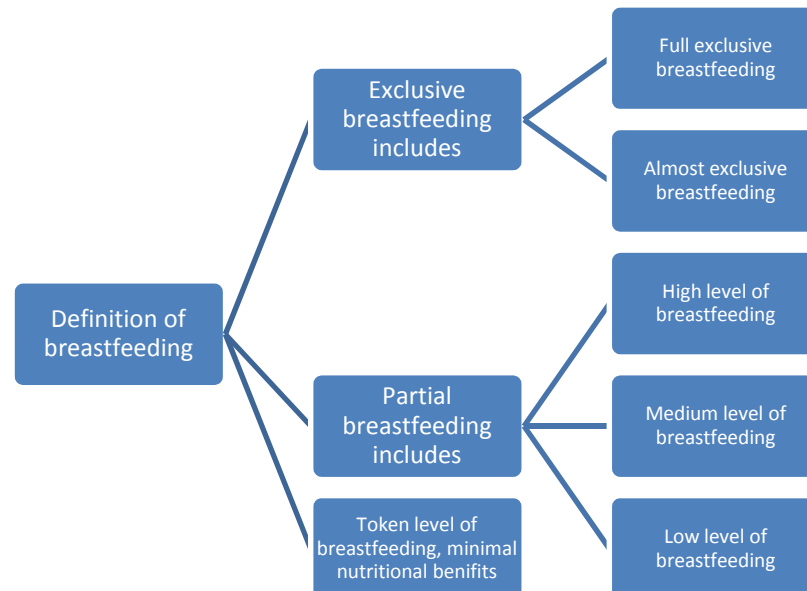 Definition of
breastfeeding
Exclusive
breastfeeding
includes
Full exclusive
breastfeeding
Almost exclusive
breastfeeding
Partial
breastfeeding
includes
High level of
breastfeeding
Medium level of
breastfeeding
Low level of
breastfeeding
Token level of
breastfeeding, minimal
nutritional benifits